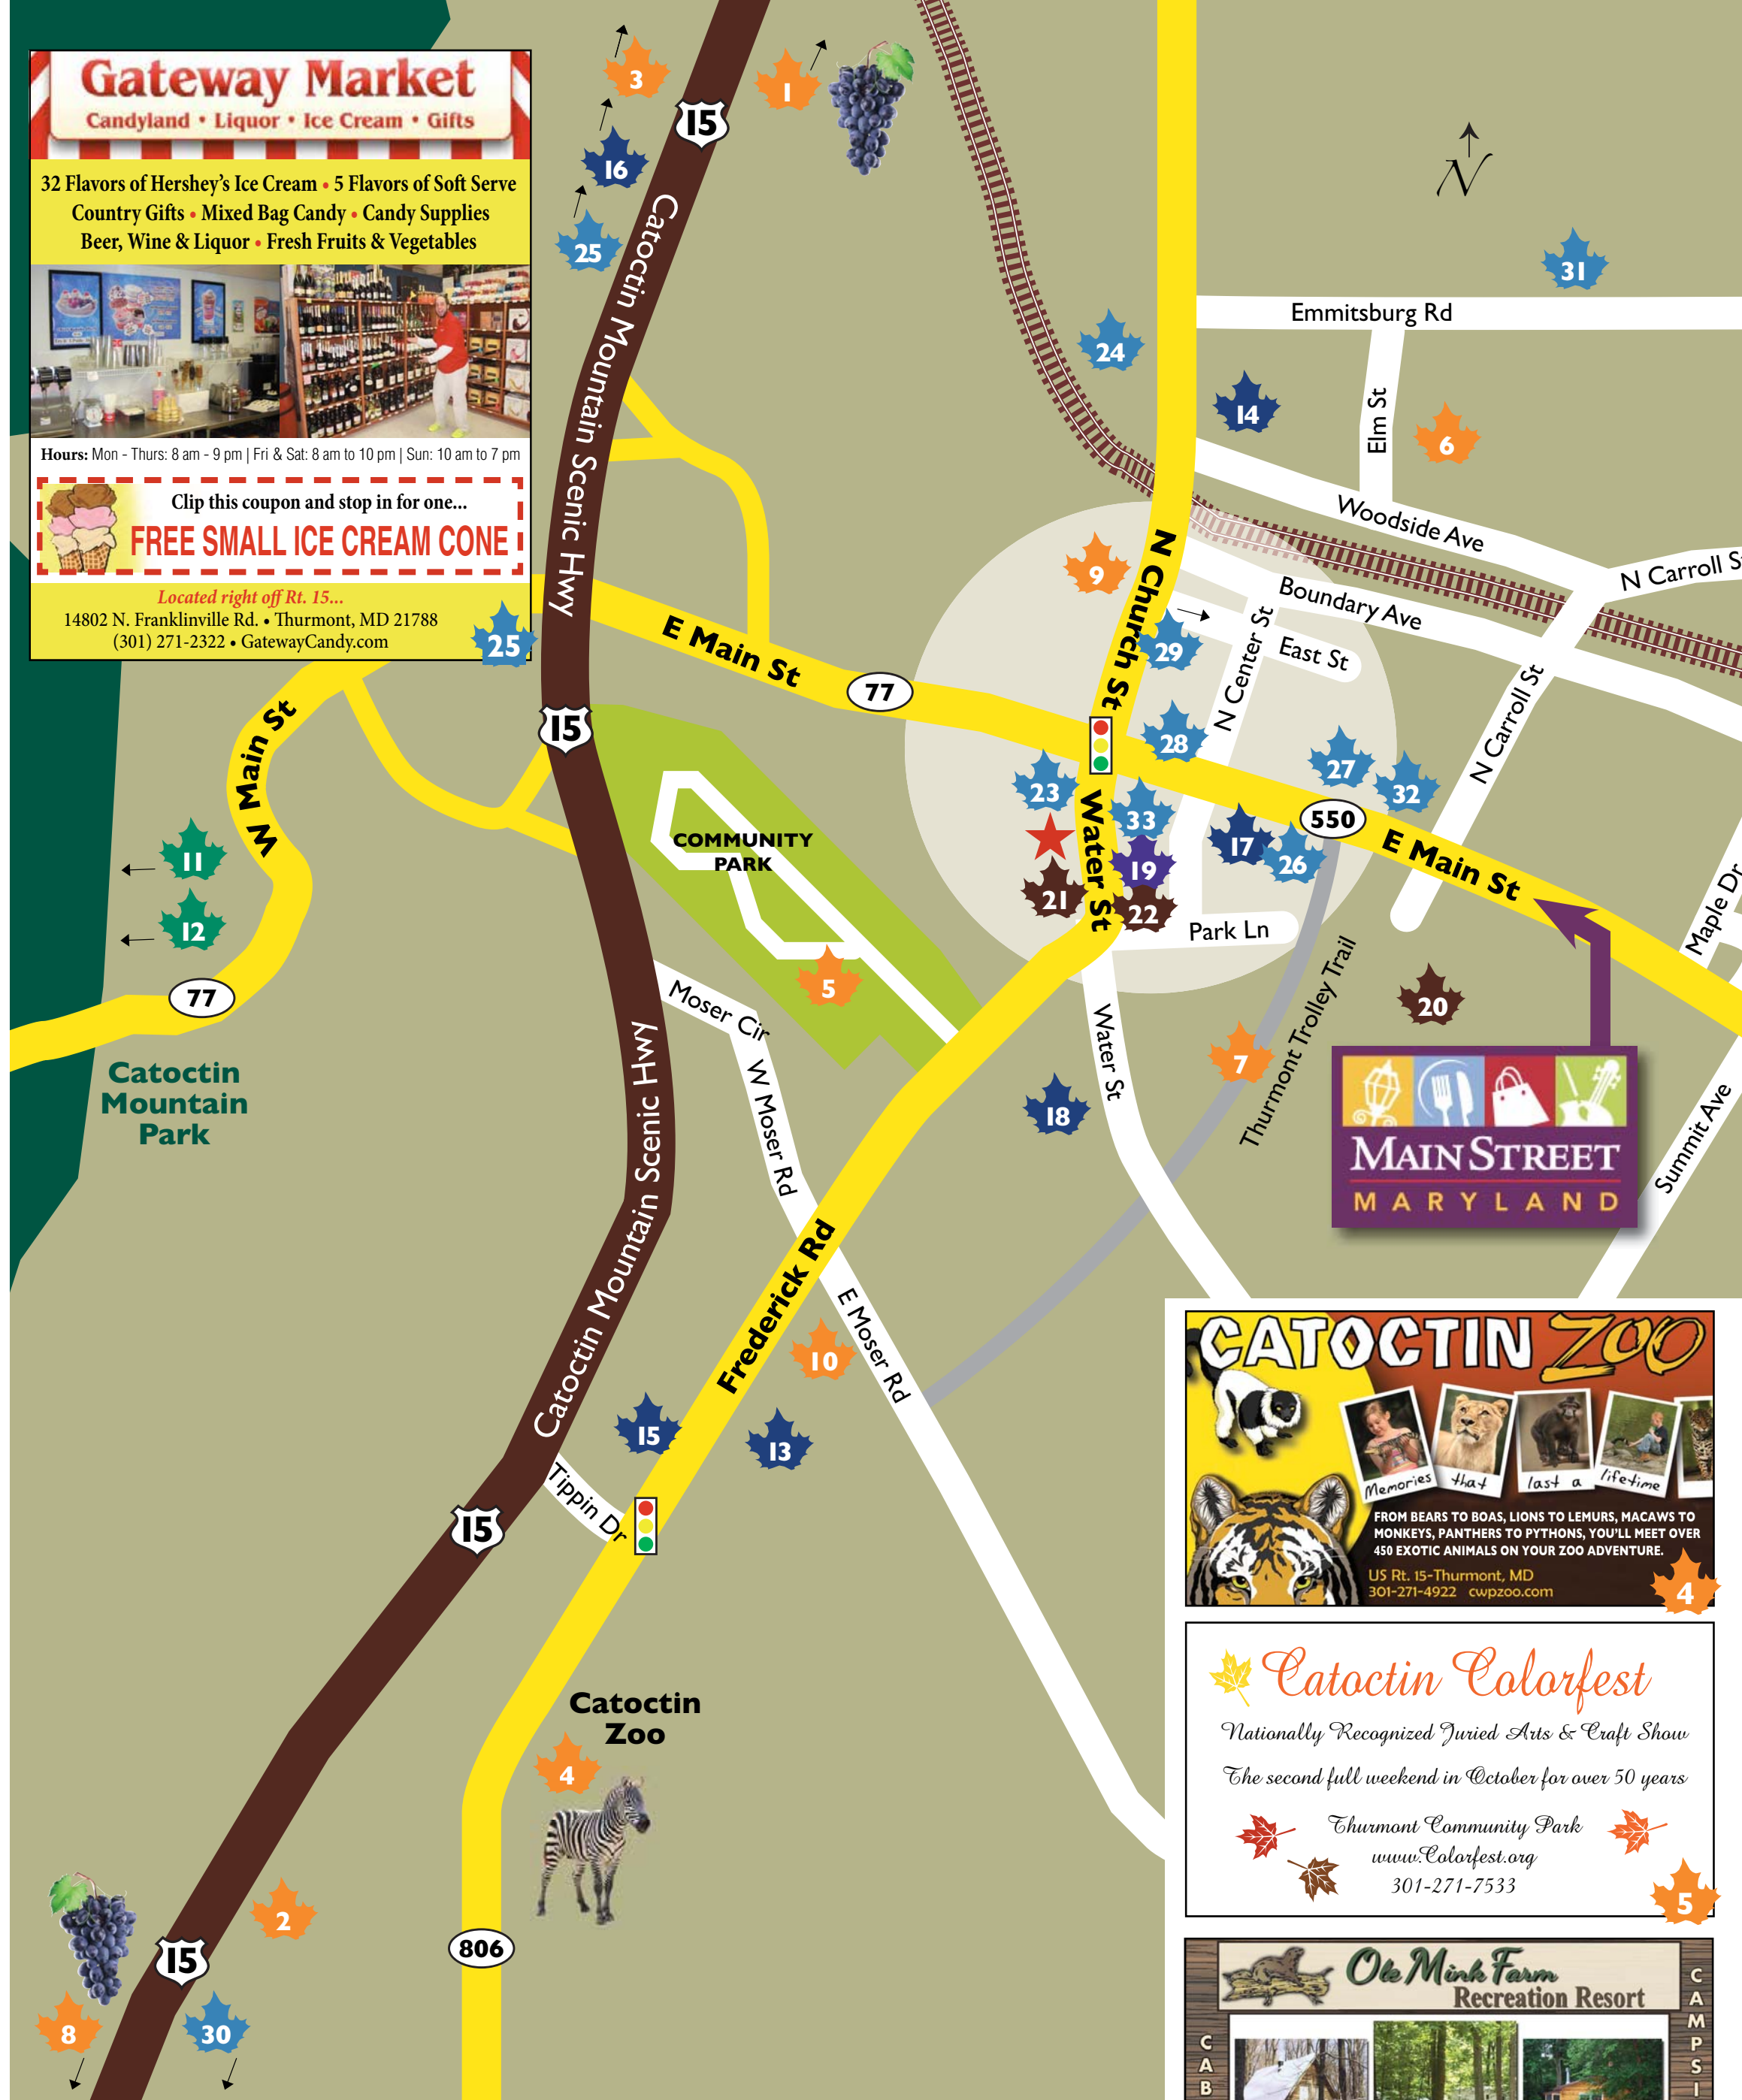 Gateway Market
Candyland • Liquor • Ice Cream • Gifts
32 Flavors of Hershey's Ice Cream • 5 Flavors of Soft Serve
Country Gifts • Mixed Bag Candy • Candy Supplies
Beer, Wine & Liquor • Fresh Fruits & Vegetables
Hours: Mon - Thurs: 8 am - 9 pm | Fri & Sat: 8 am to 10 pm | Sun: 10 am to 7 pm
Clip this coupon and stop in for one...
FREE SMALL ICE CREAM CONE
Located right off Rt. 15...
14802 N. Franklinville Rd. • Thurmont, MD 21788
(301) 271-2322 • GatewayCandy.com
25
3
1
15
16
25
Catoctin Mountain Scenic Hwy
N
31
Emmitsburg Rd
24
14
Elm St
6
Woodside Ave
N Carroll St
9
N Church St
Boundary Ave
29
East St
N Center St
N Carroll St
E Main St
77
15
28
27
32
23
33
550
E Main St
17
26
19
21
22
Water St
Park Ln
Maple Dr
W Main St
11
12
77
COMMUNITY
PARK
5
Moser Cir
W Moser Rd
Water St
Thurmont Trolley Trail
7
20
18
Catoctin
Mountain
Park
MAIN STREET
MARYLAND
Summit Ave
Catoctin Mountain Scenic Hwy
Frederick Rd
E Moser Rd
10
15
13
Tippin Dr
15
Catoctin
Zoo
4
2
15
806
8
30
CATOCTIN ZOO
Memories that last a lifetime
FROM BEARS TO BOAS, LIONS TO LEMURS, MACAWS TO
MONKEYS, PANTHERS TO PYTHONS, YOU'LL MEET OVER
450 EXOTIC ANIMALS ON YOUR ZOO ADVENTURE.
US Rt. 15-Thurmont, MD
301-271-4922 cwpzoo.com
4
Catoctin Colorfest
Nationally Recognized Juried Arts & Craft Show
The second full weekend in October for over 50 years
Thurmont Community Park
www.Colorfest.org
301-271-7533
5
Ole Mink Farm
Recreation Resort
CAB
CAMPSI